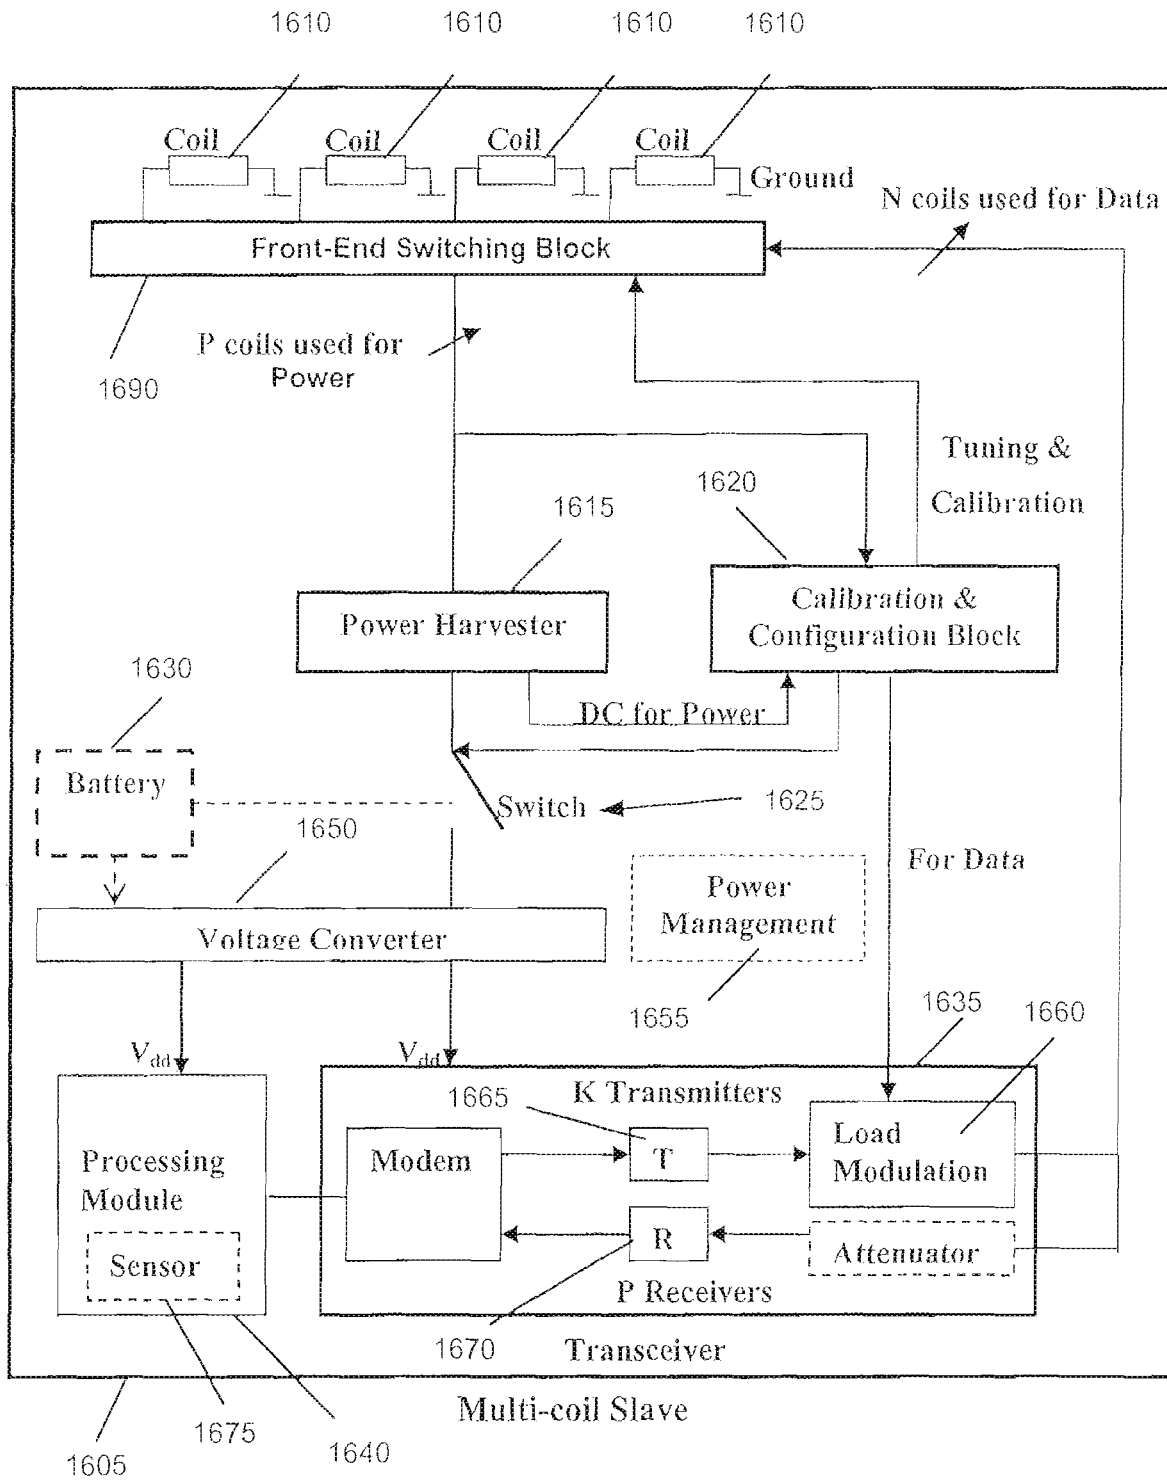 1610 1610 1610 1610
Coil Coil Coil Coil
Ground
N coils used for Data
Front-End Switching Block
P coils used for
Power
1690
Tuning &
Calibration
1620
1615
Power Harvester
Calibration &
Configuration Block
1630
DC for Power
Battery
Switch
1625
1650
For Data
Power
Management
Voltage Converter
1655
1635
1660
Vdd
Vdd
K Transmitters
1665
Processing
Module
Modem
T
Load
Modulation
Sensor
R
Attenuator
P Receivers
1670
Transceiver
Multi-coil Slave
1675
1640
1605